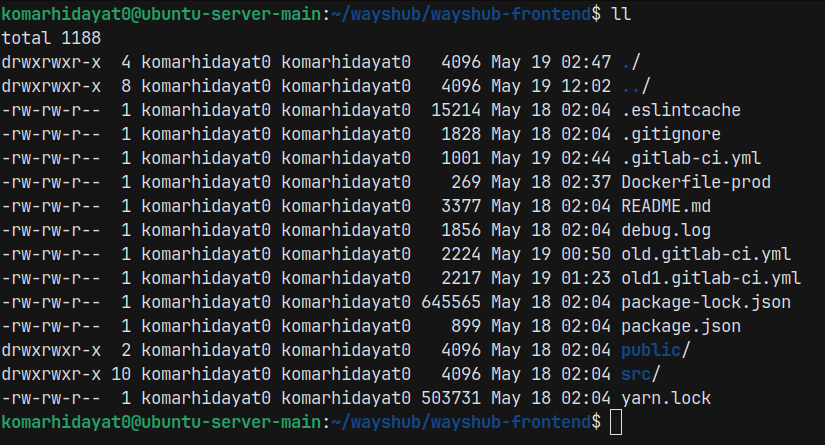 komarhidayat0@ubuntu-server-main:~/wayshub/wayshub-frontend$ ll
total 1188
drwxrwxr-x  4 komarhidayat0 komarhidayat0   4096 May 19 02:47 ./
drwxrwxr-x  8 komarhidayat0 komarhidayat0   4096 May 19 12:02 ../
-rw-rw-r--  1 komarhidayat0 komarhidayat0  15214 May 18 02:04 .eslintcache
-rw-rw-r--  1 komarhidayat0 komarhidayat0   1828 May 18 02:04 .gitignore
-rw-rw-r--  1 komarhidayat0 komarhidayat0   1001 May 19 02:44 .gitlab-ci.yml
-rw-rw-r--  1 komarhidayat0 komarhidayat0    269 May 18 02:37 Dockerfile-prod
-rw-rw-r--  1 komarhidayat0 komarhidayat0   3377 May 18 02:04 README.md
-rw-rw-r--  1 komarhidayat0 komarhidayat0   1856 May 18 02:04 debug.log
-rw-rw-r--  1 komarhidayat0 komarhidayat0   2224 May 19 00:50 old.gitlab-ci.yml
-rw-rw-r--  1 komarhidayat0 komarhidayat0   2217 May 19 01:23 old1.gitlab-ci.yml
-rw-rw-r--  1 komarhidayat0 komarhidayat0 645565 May 18 02:04 package-lock.json
-rw-rw-r--  1 komarhidayat0 komarhidayat0    899 May 18 02:04 package.json
drwxrwxr-x  2 komarhidayat0 komarhidayat0   4096 May 18 02:04 public/
drwxrwxr-x 10 komarhidayat0 komarhidayat0   4096 May 18 02:04 src/
-rw-rw-r--  1 komarhidayat0 komarhidayat0 503731 May 18 02:04 yarn.lock
komarhidayat0@ubuntu-server-main:~/wayshub/wayshub-frontend$